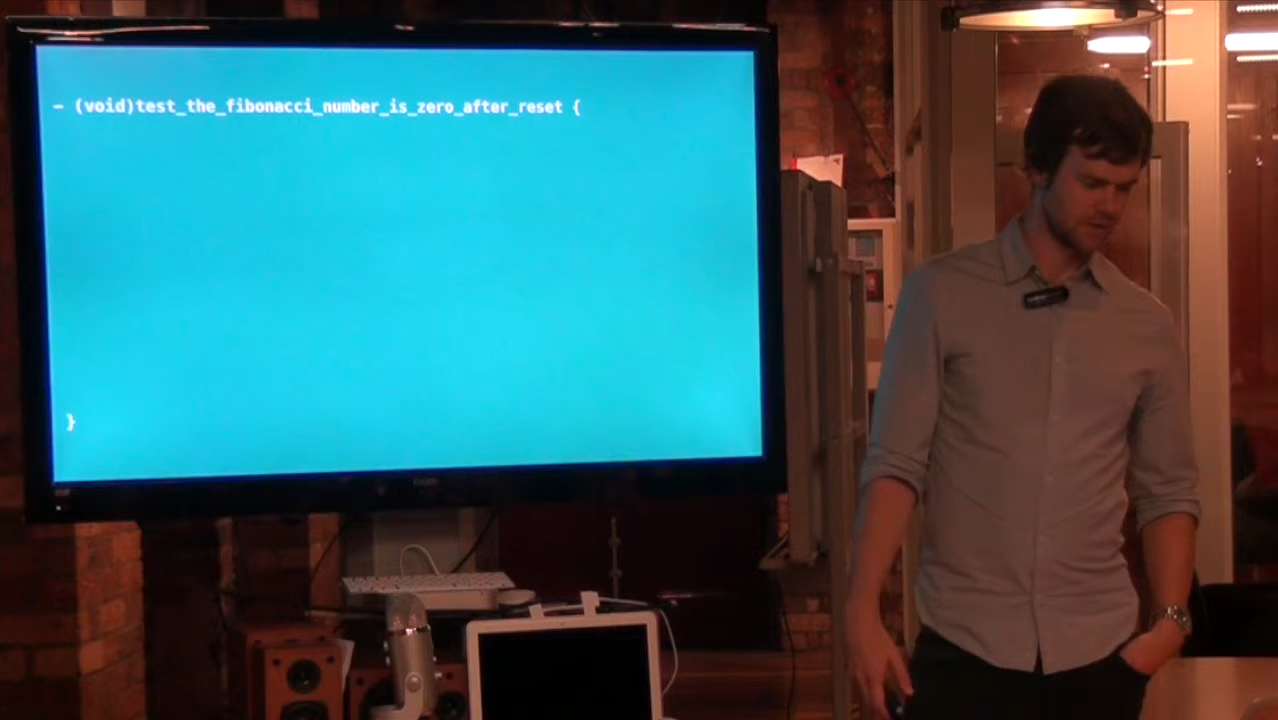 - (void)test_the_fibonacci_number_is_zero_after_reset {
}